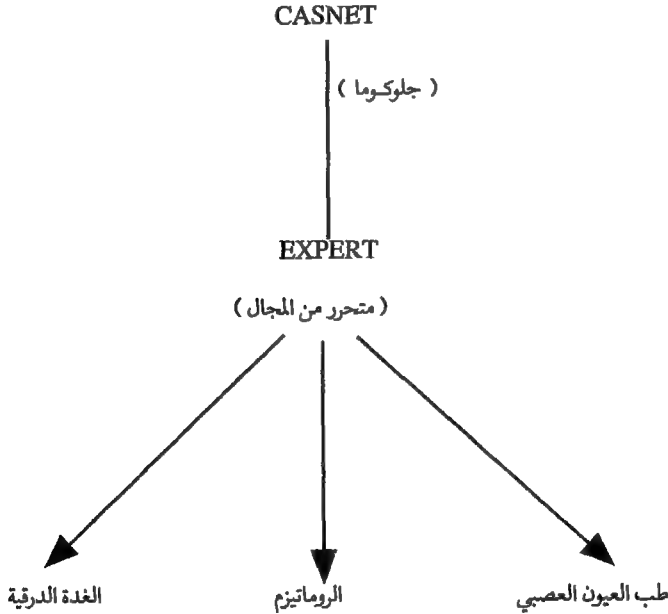 CASNET
( جلوكوما )
EXPERT
( متحرر من المجال )
طب العيون العصبي
الروماتيزم
الغدة الدرقية